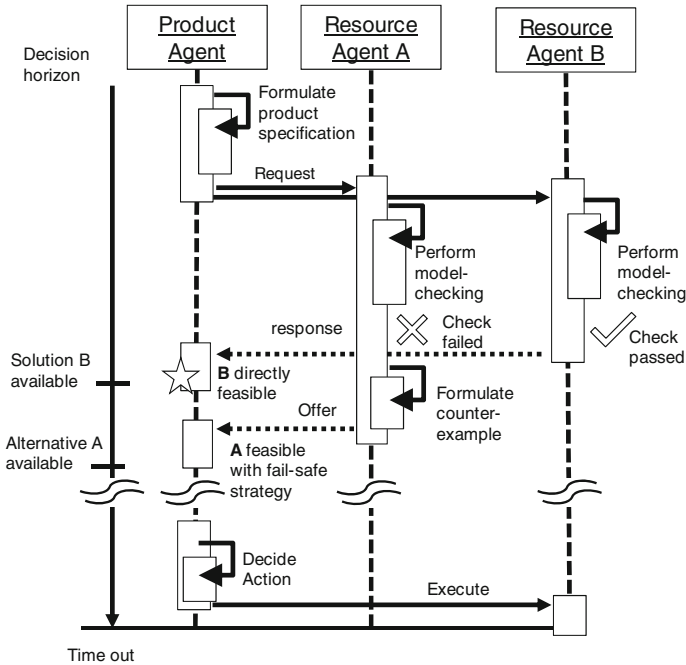 Product
Agent
Resource
Agent A
Resource
Agent B
Decision
horizon
Formulate
product
specification
Request
Perform
model-
checking
Perform
model-
checking
response
Check
failed
Check
passed
Solution B
available
B directly
feasible
Formulate
counter-
example
Offer
Alternative A
available
A feasible
with fail-safe
strategy
Decide
Action
Execute
Time out